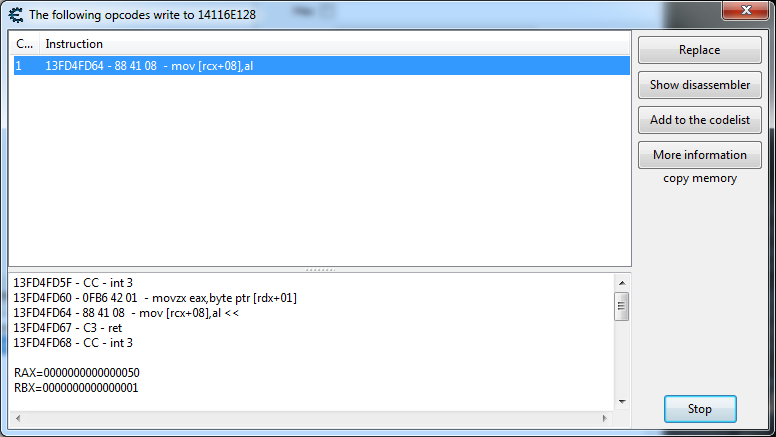 The following opcodes write to 14116E128
C... Instruction
1 13FD4FD64 - 88 41 08 - mov [rcx+08],al
Replace
Show disassembler
Add to the codelist
More information
copy memory
13FD4FD5F - CC - int 3
13FD4FD60 - 0FB6 42 01 - movzx eax,byte ptr [rdx+01]
13FD4FD64 - 88 41 08 - mov [rcx+08],al <<
13FD4FD67 - C3 - ret
13FD4FD68 - CC - int 3
RAX=0000000000000050
RBX=0000000000000001
Stop